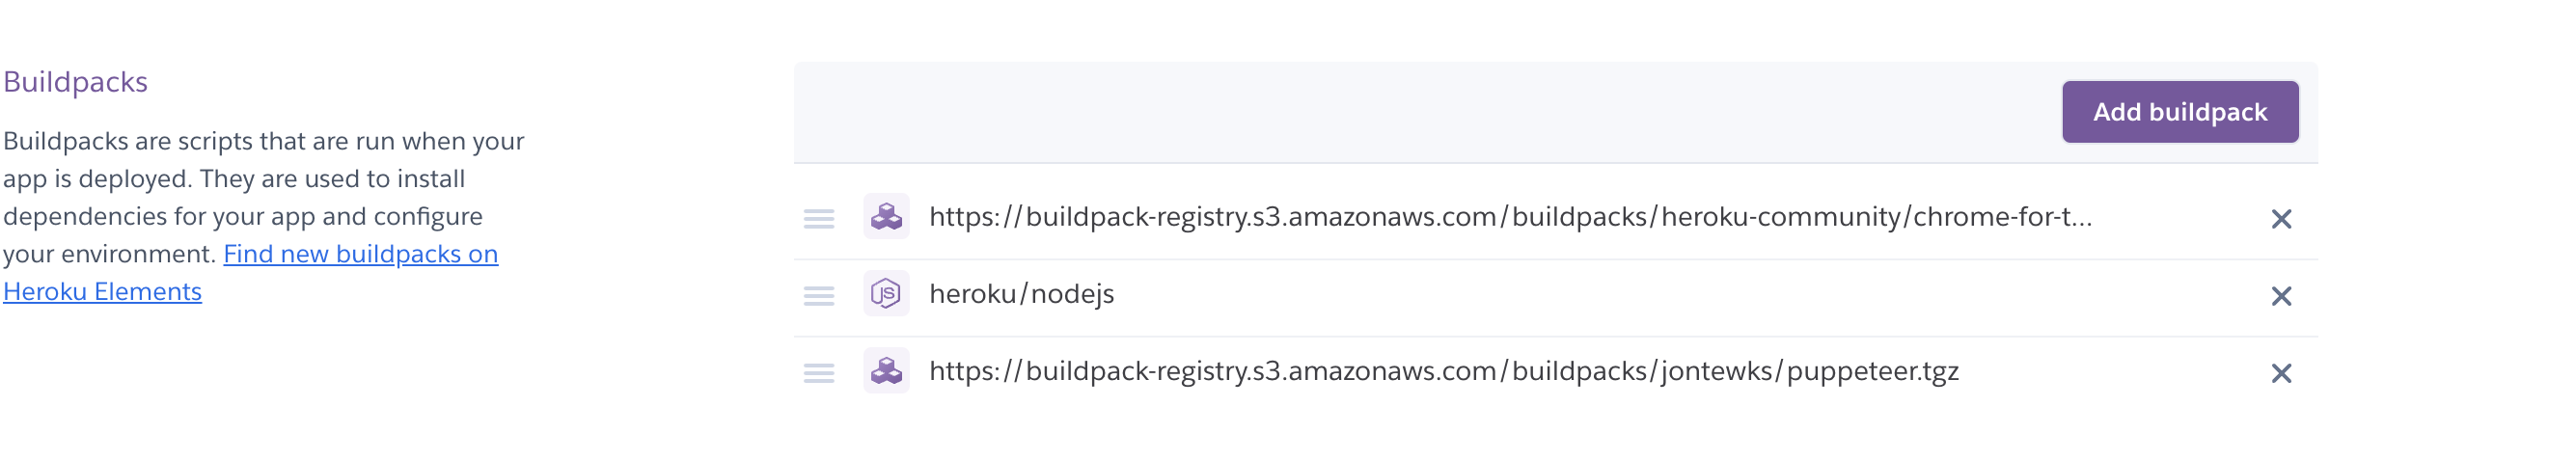 Buildpacks
Buildpacks are scripts that are run when your
app is deployed. They are used to install
dependencies for your app and configure
your environment. Find new buildpacks on
Heroku Elements
Add buildpack
https://buildpack-registry.s3.amazonaws.com/buildpacks/heroku-community/chrome-for-t...
JS
heroku/nodejs
https://buildpack-registry.s3.amazonaws.com/buildpacks/jontewks/puppeteer.tgz